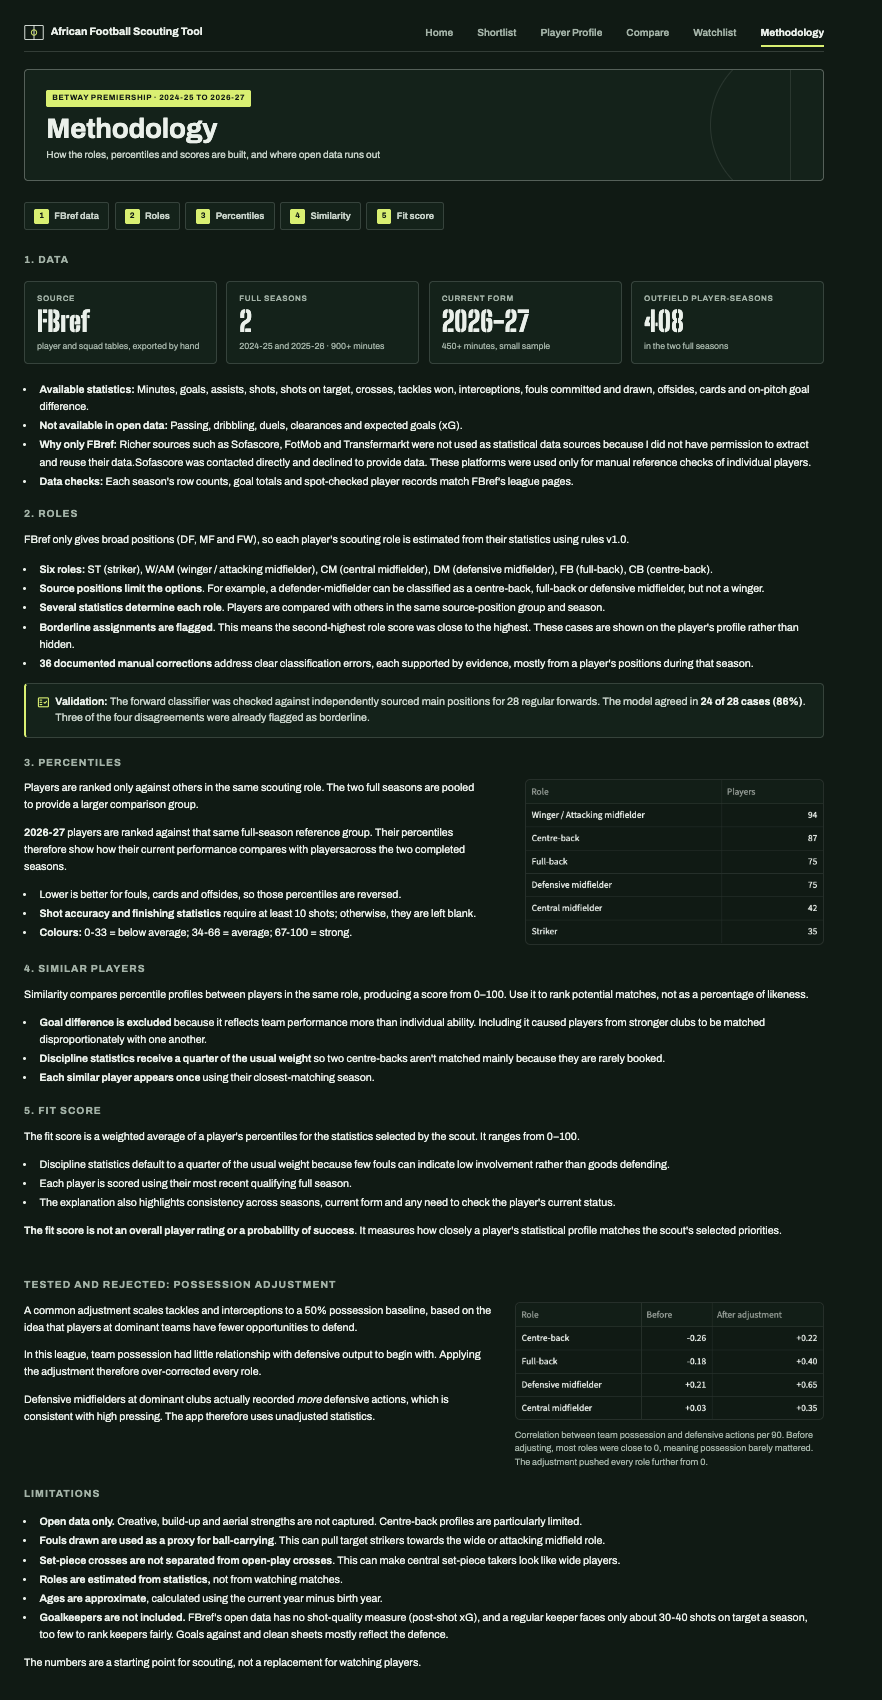 African Football Scouting Tool
Home
Shortlist
Player Profile
Compare
Watchlist
Methodology
BETWAY PREMIERSHIP · 2024-25 TO 2026-27
Methodology
How the roles, percentiles and scores are built, and where open data runs out
1 FBref data
2 Roles
3 Percentiles
4 Similarity
5 Fit score
1. DATA
SOURCE
FBref
player and squad tables, exported by hand
FULL SEASONS
2
2024-25 and 2025-26 · 900+ minutes
CURRENT FORM
2026-27
450+ minutes, small sample
OUTFIELD PLAYER-SEASONS
408
in the two full seasons
• Available statistics: Minutes, goals, assists, shots, shots on target, crosses, tackles won, interceptions, fouls committed and drawn, offsides, cards and on-pitch goal
difference.
• Not available in open data: Passing, dribbling, duels, clearances and expected goals (xG).
• Why only FBref: Richer sources such as Sofascore, FotMob and Transfermarkt were not used as statistical data sources because I did not have permission to extract
and reuse their data.Sofascore was contacted directly and declined to provide data. These platforms were used only for manual reference checks of individual players.
• Data checks: Each season's row counts, goal totals and spot-checked player records match FBref's league pages.
2. ROLES
FBref only gives broad positions (DF, MF and FW), so each player's scouting role is estimated from their statistics using rules v1.0.
• Six roles: ST (striker), W/AM (winger / attacking midfielder), CM (central midfielder), DM (defensive midfielder), FB (full-back), CB (centre-back).
• Source positions limit the options. For example, a defender-midfielder can be classified as a centre-back, full-back or defensive midfielder, but not a winger.
• Several statistics determine each role. Players are compared with others in the same source-position group and season.
• Borderline assignments are flagged. This means the second-highest role score was close to the highest. These cases are shown on the player's profile rather than
hidden.
• 36 documented manual corrections address clear classification errors, each supported by evidence, mostly from a player's positions during that season.
Validation: The forward classifier was checked against independently sourced main positions for 28 regular forwards. The model agreed in 24 of 28 cases (86%).
Three of the four disagreements were already flagged as borderline.
3. PERCENTILES
Players are ranked only against others in the same scouting role. The two full seasons are pooled
to provide a larger comparison group.
2026-27 players are ranked against that same full-season reference group. Their percentiles
therefore show how their current performance compares with playersacross the two completed
seasons.
• Lower is better for fouls, cards and offsides, so those percentiles are reversed.
• Shot accuracy and finishing statistics require at least 10 shots; otherwise, they are left blank.
• Colours: 0-33 = below average; 34-66 = average; 67-100 = strong.
Role Players
Winger / Attacking midfielder 94
Centre-back 87
Full-back 75
Defensive midfielder 75
Central midfielder 42
Striker 35
4. SIMILAR PLAYERS
Similarity compares percentile profiles between players in the same role, producing a score from 0–100. Use it to rank potential matches, not as a percentage of likeness.
• Goal difference is excluded because it reflects team performance more than individual ability. Including it caused players from stronger clubs to be matched
disproportionately with one another.
• Discipline statistics receive a quarter of the usual weight so two centre-backs aren't matched mainly because they are rarely booked.
• Each similar player appears once using their closest-matching season.
5. FIT SCORE
The fit score is a weighted average of a player's percentiles for the statistics selected by the scout. It ranges from 0–100.
• Discipline statistics default to a quarter of the usual weight because few fouls can indicate low involvement rather than goods defending.
• Each player is scored using their most recent qualifying full season.
• The explanation also highlights consistency across seasons, current form and any need to check the player's current status.
The fit score is not an overall player rating or a probability of success. It measures how closely a player's statistical profile matches the scout's selected priorities.
TESTED AND REJECTED: POSSESSION ADJUSTMENT
A common adjustment scales tackles and interceptions to a 50% possession baseline, based on the
idea that players at dominant teams have fewer opportunities to defend.
In this league, team possession had little relationship with defensive output to begin with. Applying
the adjustment therefore over-corrected every role.
Defensive midfielders at dominant clubs actually recorded more defensive actions, which is
consistent with high pressing. The app therefore uses unadjusted statistics.
Role Before After adjustment
Centre-back -0.26 +0.22
Full-back -0.18 +0.40
Defensive midfielder +0.21 +0.65
Central midfielder +0.03 +0.35
Correlation between team possession and defensive actions per 90. Before
adjusting, most roles were close to 0, meaning possession barely mattered.
The adjustment pushed every role further from 0.
LIMITATIONS
• Open data only. Creative, build-up and aerial strengths are not captured. Centre-back profiles are particularly limited.
• Fouls drawn are used as a proxy for ball-carrying. This can pull target strikers towards the wide or attacking midfield role.
• Set-piece crosses are not separated from open-play crosses. This can make central set-piece takers look like wide players.
• Roles are estimated from statistics, not from watching matches.
• Ages are approximate, calculated using the current year minus birth year.
• Goalkeepers are not included. FBref's open data has no shot-quality measure (post-shot xG), and a regular keeper faces only about 30-40 shots on target a season,
too few to rank keepers fairly. Goals against and clean sheets mostly reflect the defence.
The numbers are a starting point for scouting, not a replacement for watching players.